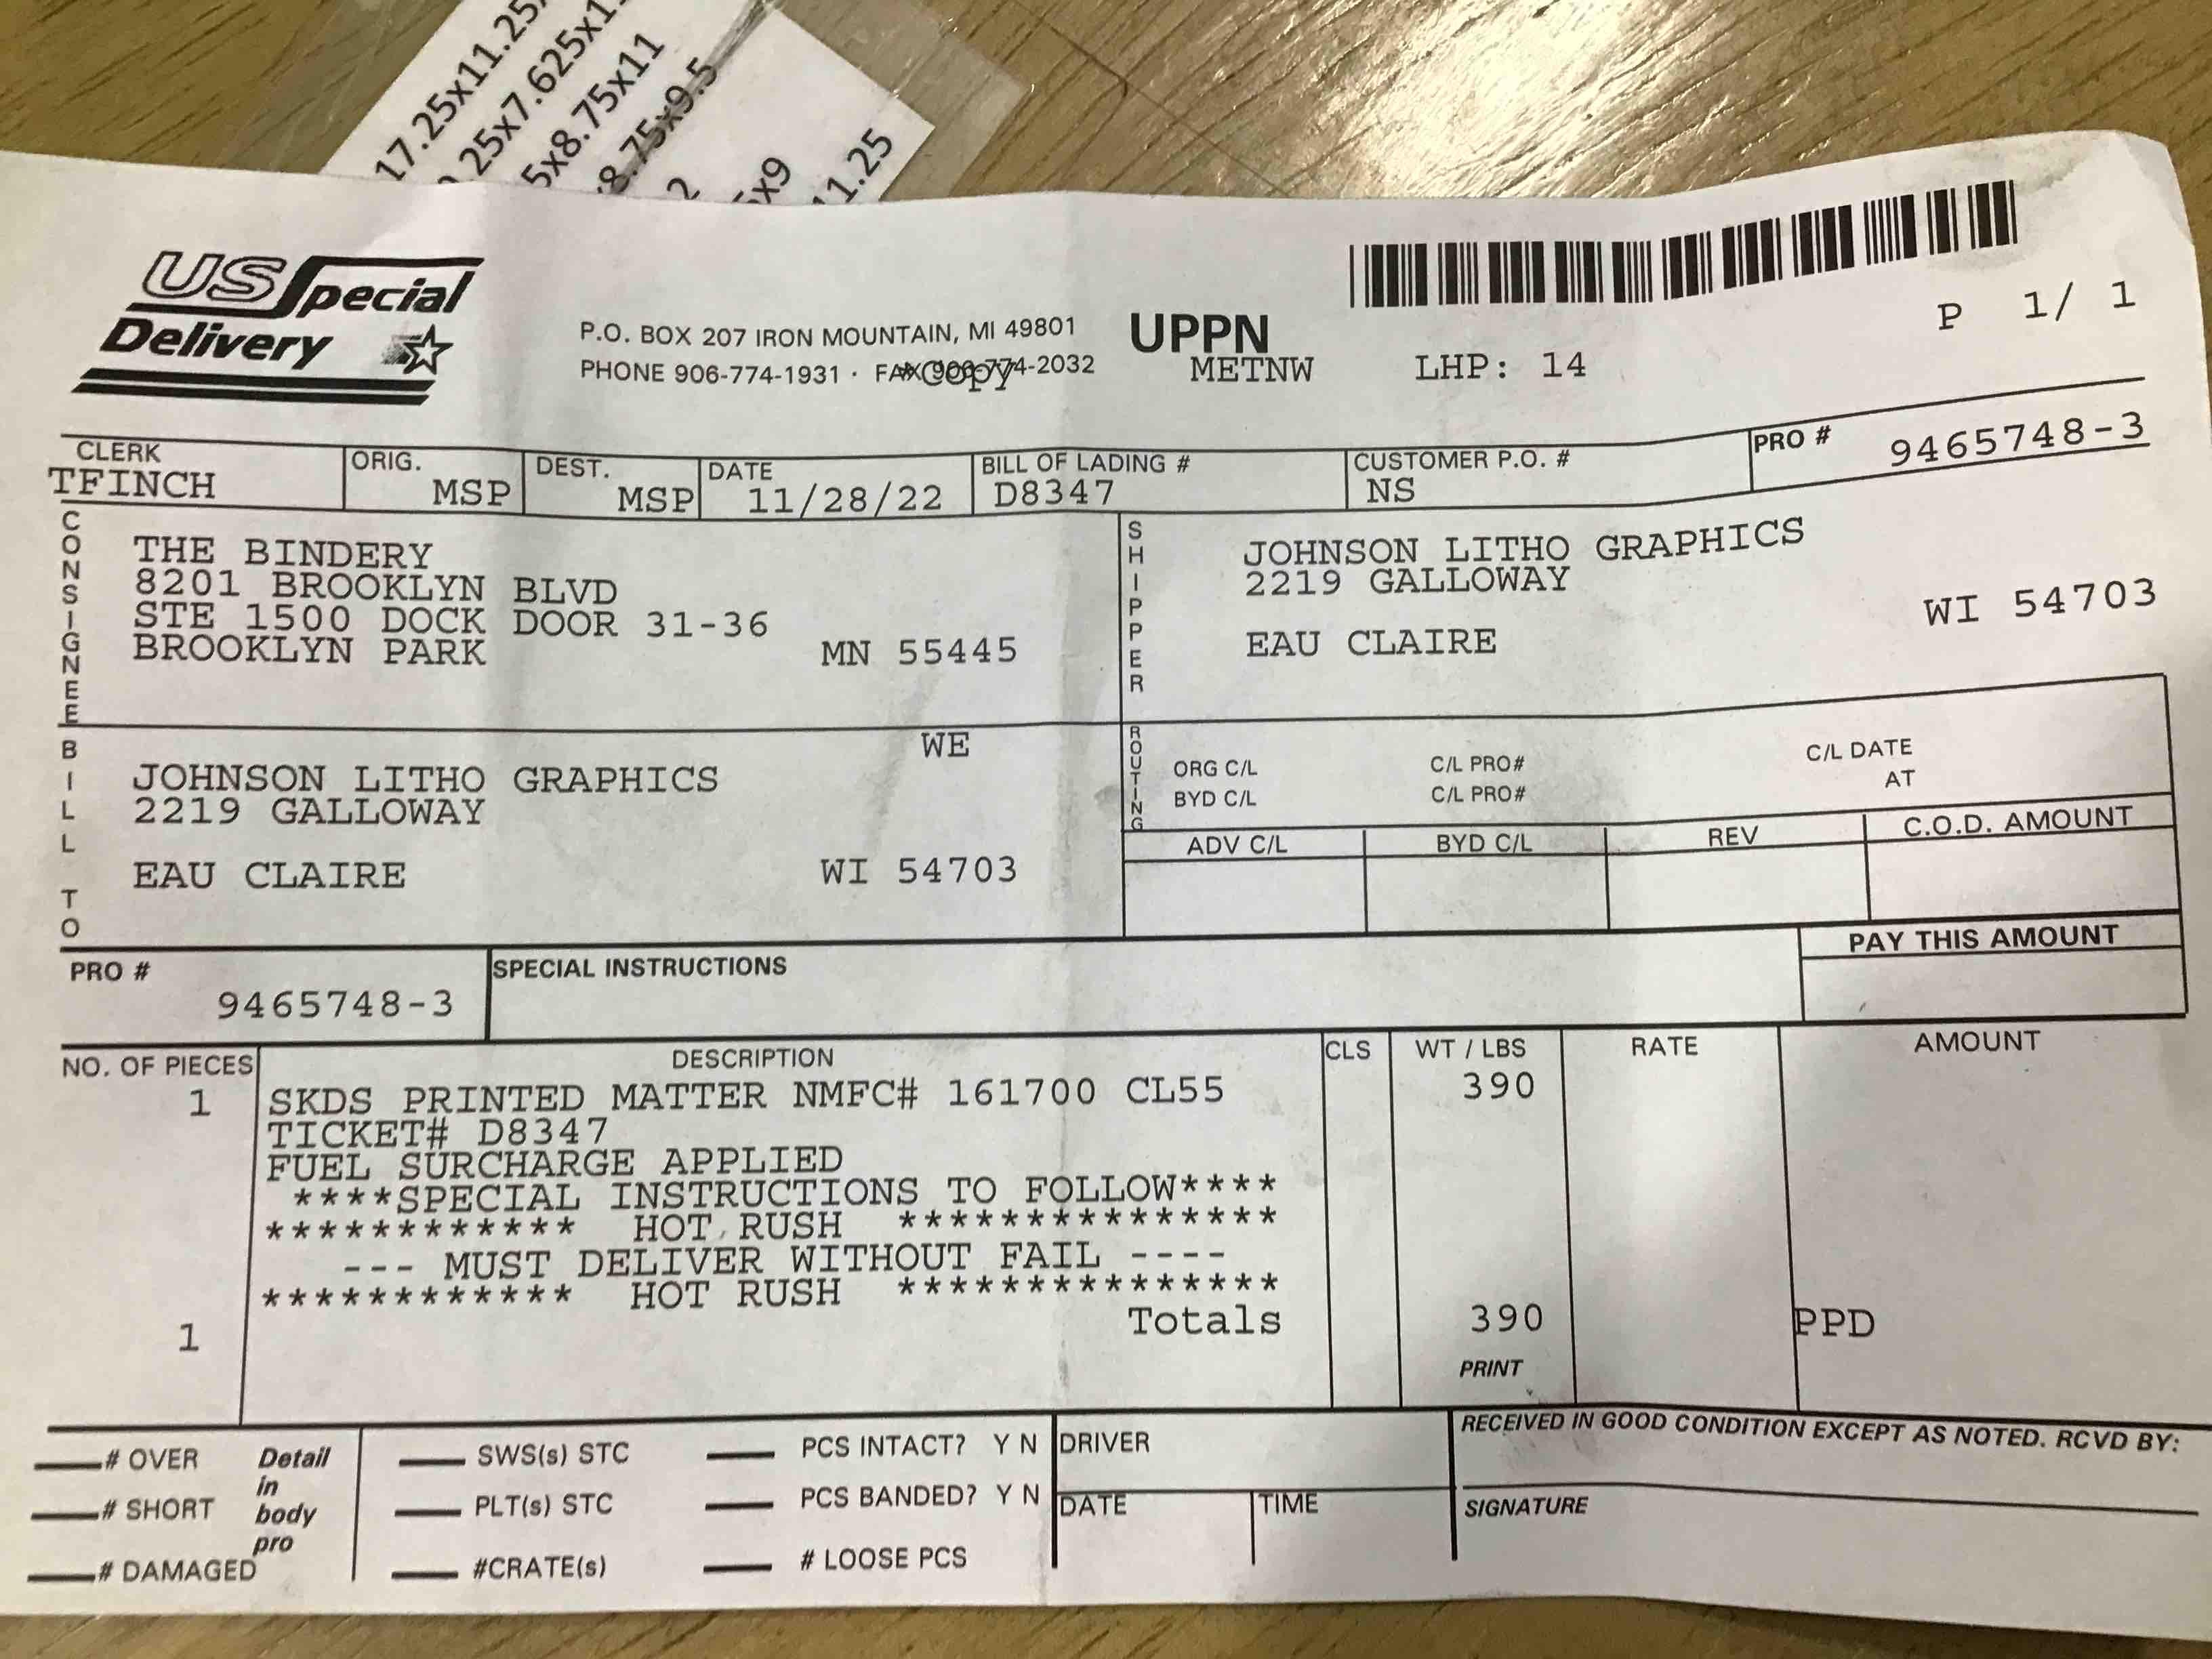 17.25x11.25
25x7.625x1
5x8.75x11
8.75x9.5
2
5x9
11.25
US Special
Delivery
P.O. BOX 207 IRON MOUNTAIN, MI 49801
PHONE 906-774-1931 · FAX 906-774-2032
*Copy
UPPN
METNW
LHP: 14
P 1/ 1
CLERK
TFINCH
ORIG.
MSP
DEST.
MSP
DATE
11/28/22
BILL OF LADING #
D8347
CUSTOMER P.O. #
NS
PRO #
9465748-3
CONSIGNEE
THE BINDERY
8201 BROOKLYN BLVD
STE 1500 DOCK DOOR 31-36
BROOKLYN PARK MN 55445
SHIPPER
JOHNSON LITHO GRAPHICS
2219 GALLOWAY
EAU CLAIRE WI 54703
BILL TO
WE
JOHNSON LITHO GRAPHICS
2219 GALLOWAY
EAU CLAIRE WI 54703
ROUTING
ORG C/L C/L PRO# C/L DATE
BYD C/L C/L PRO# AT
ADV C/L BYD C/L REV C.O.D. AMOUNT
PAY THIS AMOUNT
PRO #
9465748-3
SPECIAL INSTRUCTIONS
NO. OF PIECES DESCRIPTION CLS WT / LBS RATE AMOUNT
1 SKDS PRINTED MATTER NMFC# 161700 CL55 390
TICKET# D8347
FUEL SURCHARGE APPLIED
****SPECIAL INSTRUCTIONS TO FOLLOW****
************ HOT RUSH ***************
--- MUST DELIVER WITHOUT FAIL ----
************ HOT RUSH ***************
1 Totals 390 PPD
PRINT
# OVER
# SHORT
# DAMAGED
Detail
in
body
pro
SWS(s) STC
PLT(s) STC
#CRATE(s)
PCS INTACT? Y N
PCS BANDED? Y N
# LOOSE PCS
DRIVER
DATE
TIME
RECEIVED IN GOOD CONDITION EXCEPT AS NOTED. RCVD BY:
SIGNATURE